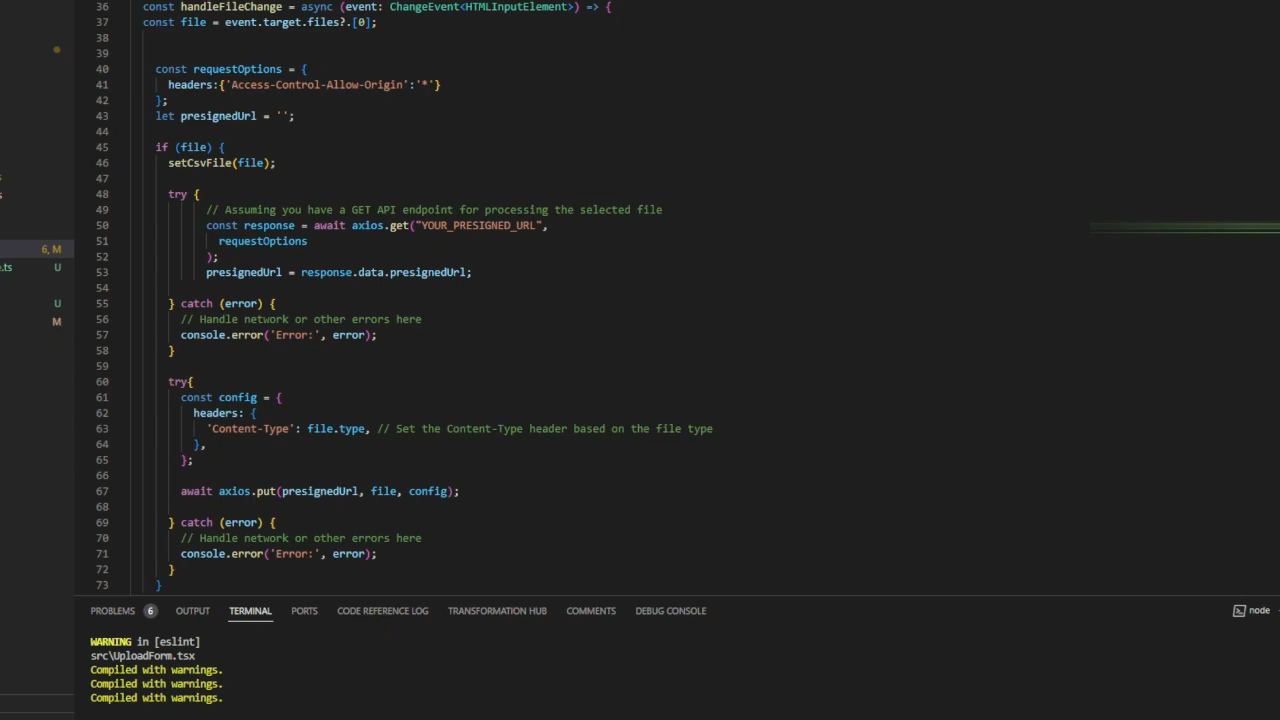 36 const handleFileChange = async (event: ChangeEvent<HTMLInputElement>) => {
37 const file = event.target.files?.[0];
38
39
40 const requestOptions = {
41 headers:{'Access-Control-Allow-Origin':'*'}
42 };
43 let presignedUrl = '';
44
45 if (file) {
46 setCsvFile(file);
47
48 try {
49 // Assuming you have a GET API endpoint for processing the selected file
50 const response = await axios.get("YOUR_PRESIGNED_URL",
6, M
51 requestOptions
52 );
.ts U
53 presignedUrl = response.data.presignedUrl;
54
U
55 } catch (error) {
M
56 // Handle network or other errors here
57 console.error('Error:', error);
58 }
59
60 try{
61 const config = {
62 headers: {
63 'Content-Type': file.type, // Set the Content-Type header based on the file type
64 },
65 };
66
67 await axios.put(presignedUrl, file, config);
68
69 } catch (error) {
70 // Handle network or other errors here
71 console.error('Error:', error);
72 }
73 }
PROBLEMS 6 OUTPUT TERMINAL PORTS CODE REFERENCE LOG TRANSFORMATION HUB COMMENTS DEBUG CONSOLE node
WARNING in [eslint]
src\UploadForm.tsx
Compiled with warnings.
Compiled with warnings.
Compiled with warnings.